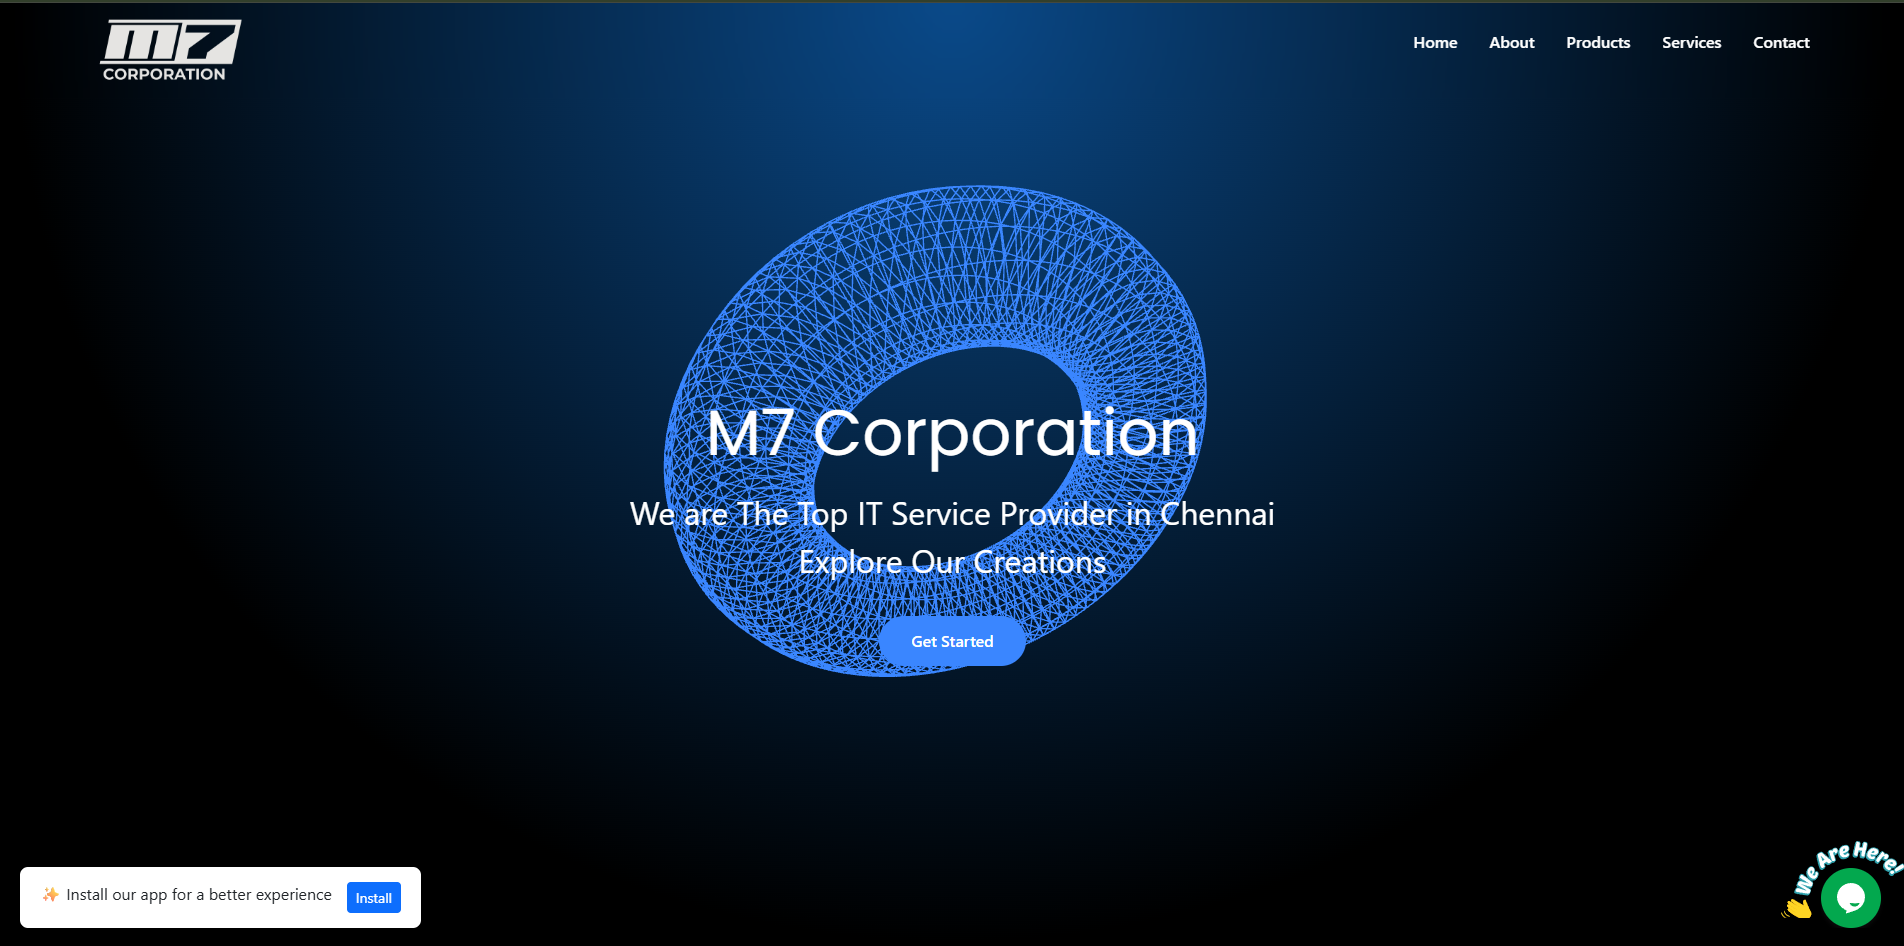 M7
CORPORATION
Home About Products Services Contact
M7 Corporation
We are The Top IT Service Provider in Chennai
Explore Our Creations
Get Started
✨ Install our app for a better experience Install
We Are Here!